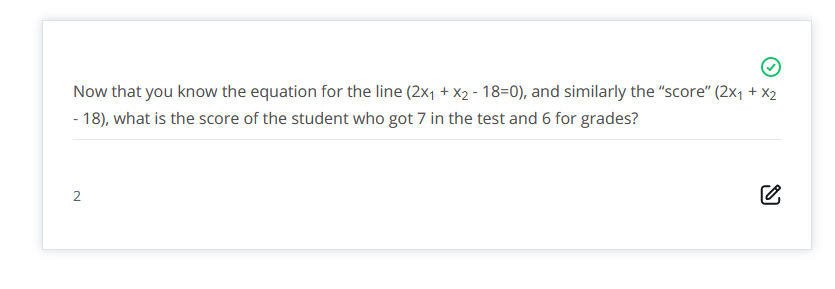 Now that you know the equation for the line (2x₁ + x₂ - 18=0), and similarly the “score” (2x₁ + x₂
- 18), what is the score of the student who got 7 in the test and 6 for grades?
2